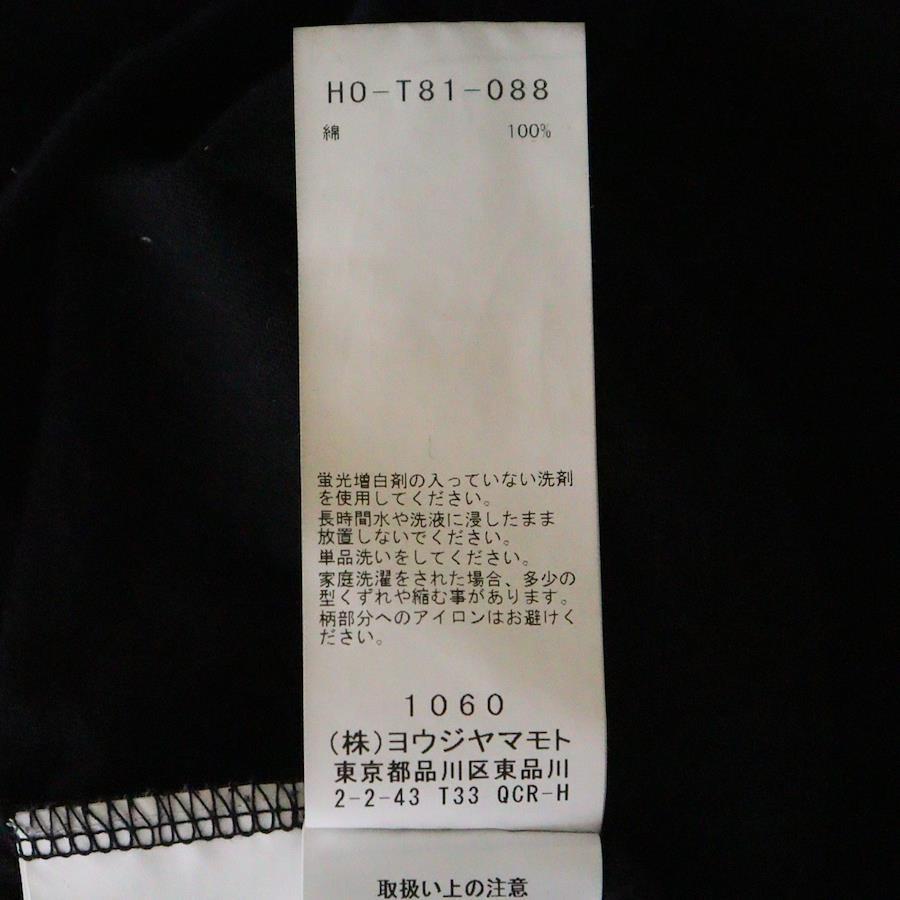 HO-T81-088
綿 100%
蛍光増白剤の入っていない洗剤
を使用してください。
長時間水や洗液に浸したまま
放置しないでください。
単品洗いをしてください。
家庭洗濯をされた場合、多少の
型くずれや縮む事があります。
柄部分へのアイロンはお避けく
ださい。
1060
(株)ヨウジヤマモト
東京都品川区東品川
2-2-43 T33 QCR-H
取扱い上の注意